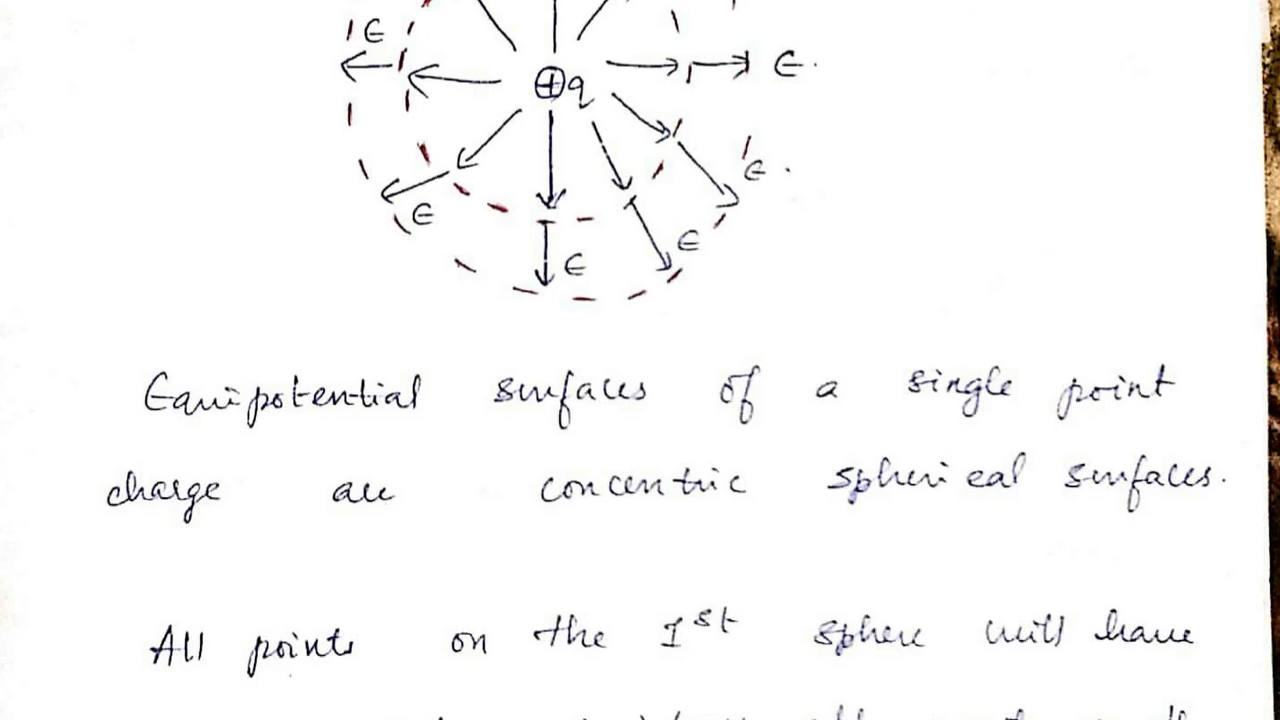 E
E.
⊕q
E.
E
E
E
Equipotential surfaces of a single point
charge are concentric spherical surfaces.
All points on the 1st sphere will have